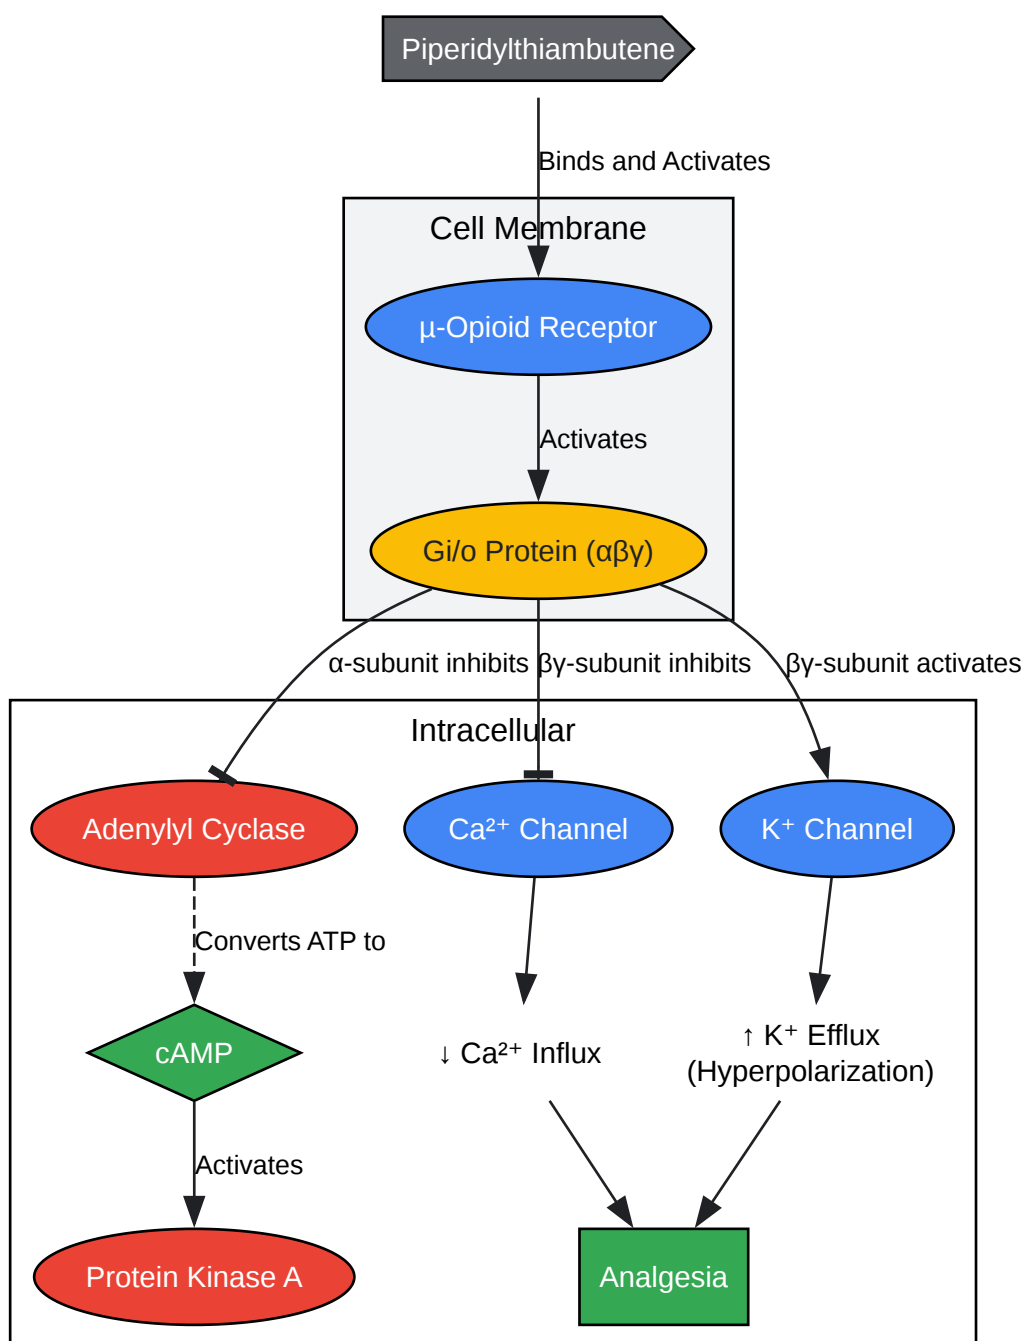 Piperidylthiambutene
Binds and Activates
Cell Membrane
µ-Opioid Receptor
Activates
Gi/o Protein (αβγ)
α-subunit inhibits
βγ-subunit inhibits
βγ-subunit activates
Intracellular
Adenylyl Cyclase
Ca²⁺ Channel
K⁺ Channel
Converts ATP to
cAMP
↓ Ca²⁺ Influx
↑ K⁺ Efflux
(Hyperpolarization)
Activates
Protein Kinase A
Analgesia